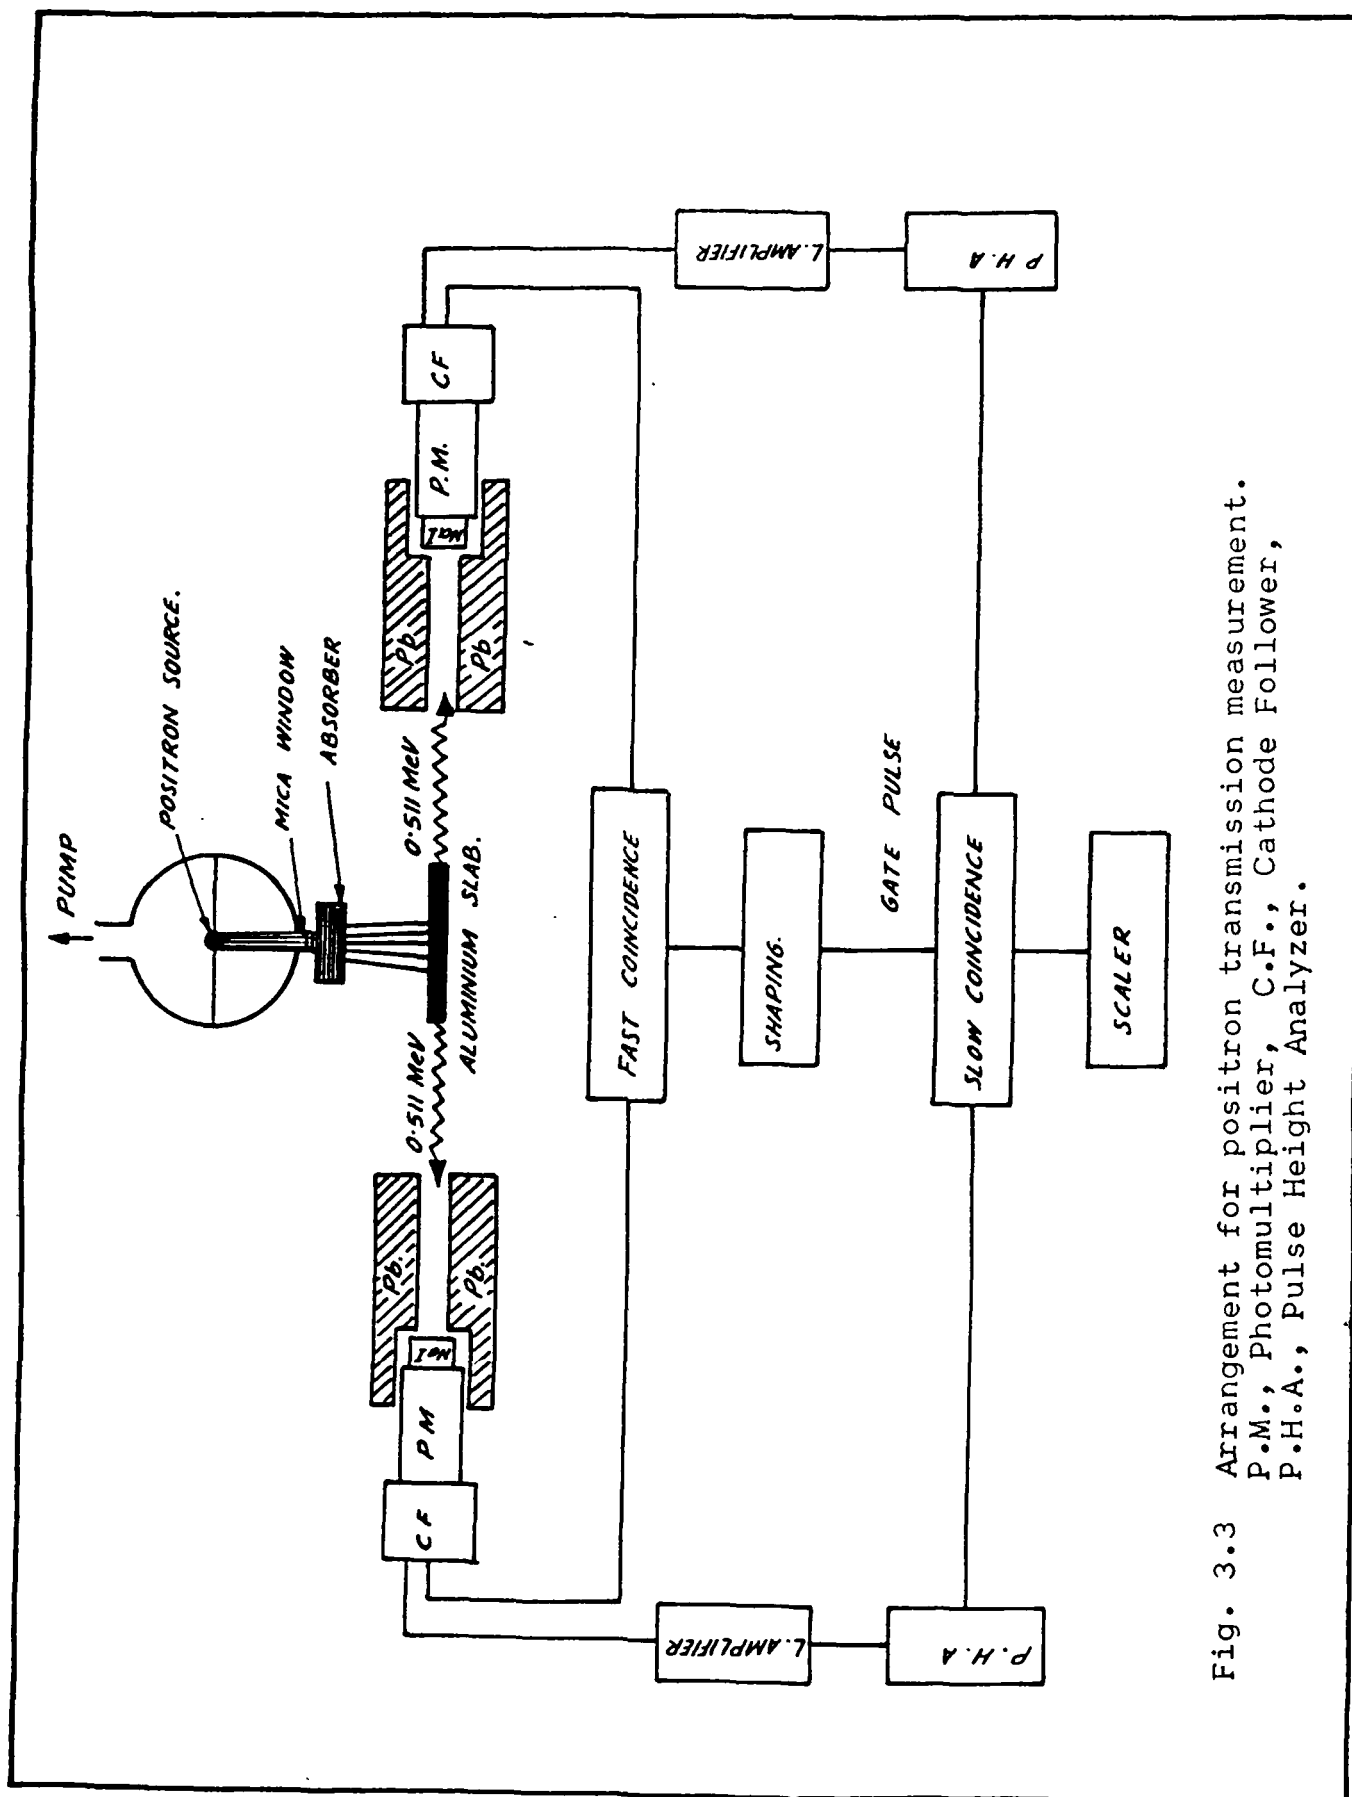 PUMP
POSITRON SOURCE.
MICA WINDOW
ABSORBER
0.511 MeV
0.511 MeV
ALUMINIUM SLAB.
Pb.
Pb.
Pb
Pb
NaI
NaI
PM
P.M.
CF
CF
FAST COINCIDENCE
L. AMPLIFIER
L. AMPLIFIER
SHAPING.
GATE PULSE
P.H.A
P.H.A
SLOW COINCIDENCE
SCALER
Fig. 3.3 Arrangement for positron transmission measurement.
P.M., Photomultiplier, C.F., Cathode Follower,
P.H.A., Pulse Height Analyzer.